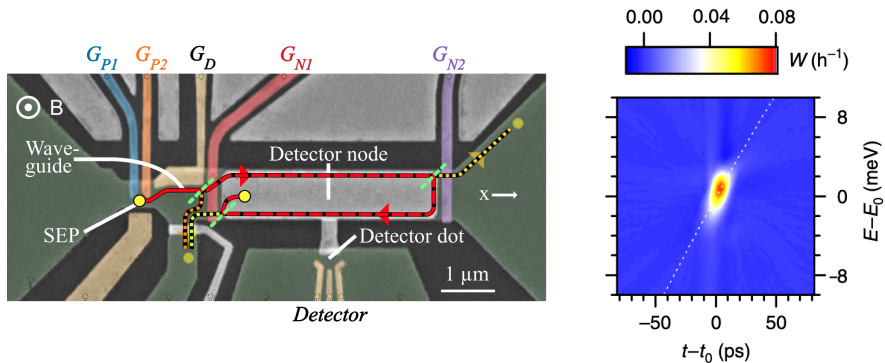 G_P1 G_P2 G_D G_N1 G_N2
B
Wave-
guide
Detector node
x
SEP
Detector dot
1 µm
Detector
0.00 0.04 0.08
W (h⁻¹)
8
0
−8
E−E₀ (meV)
−50 0 50
t−t₀ (ps)